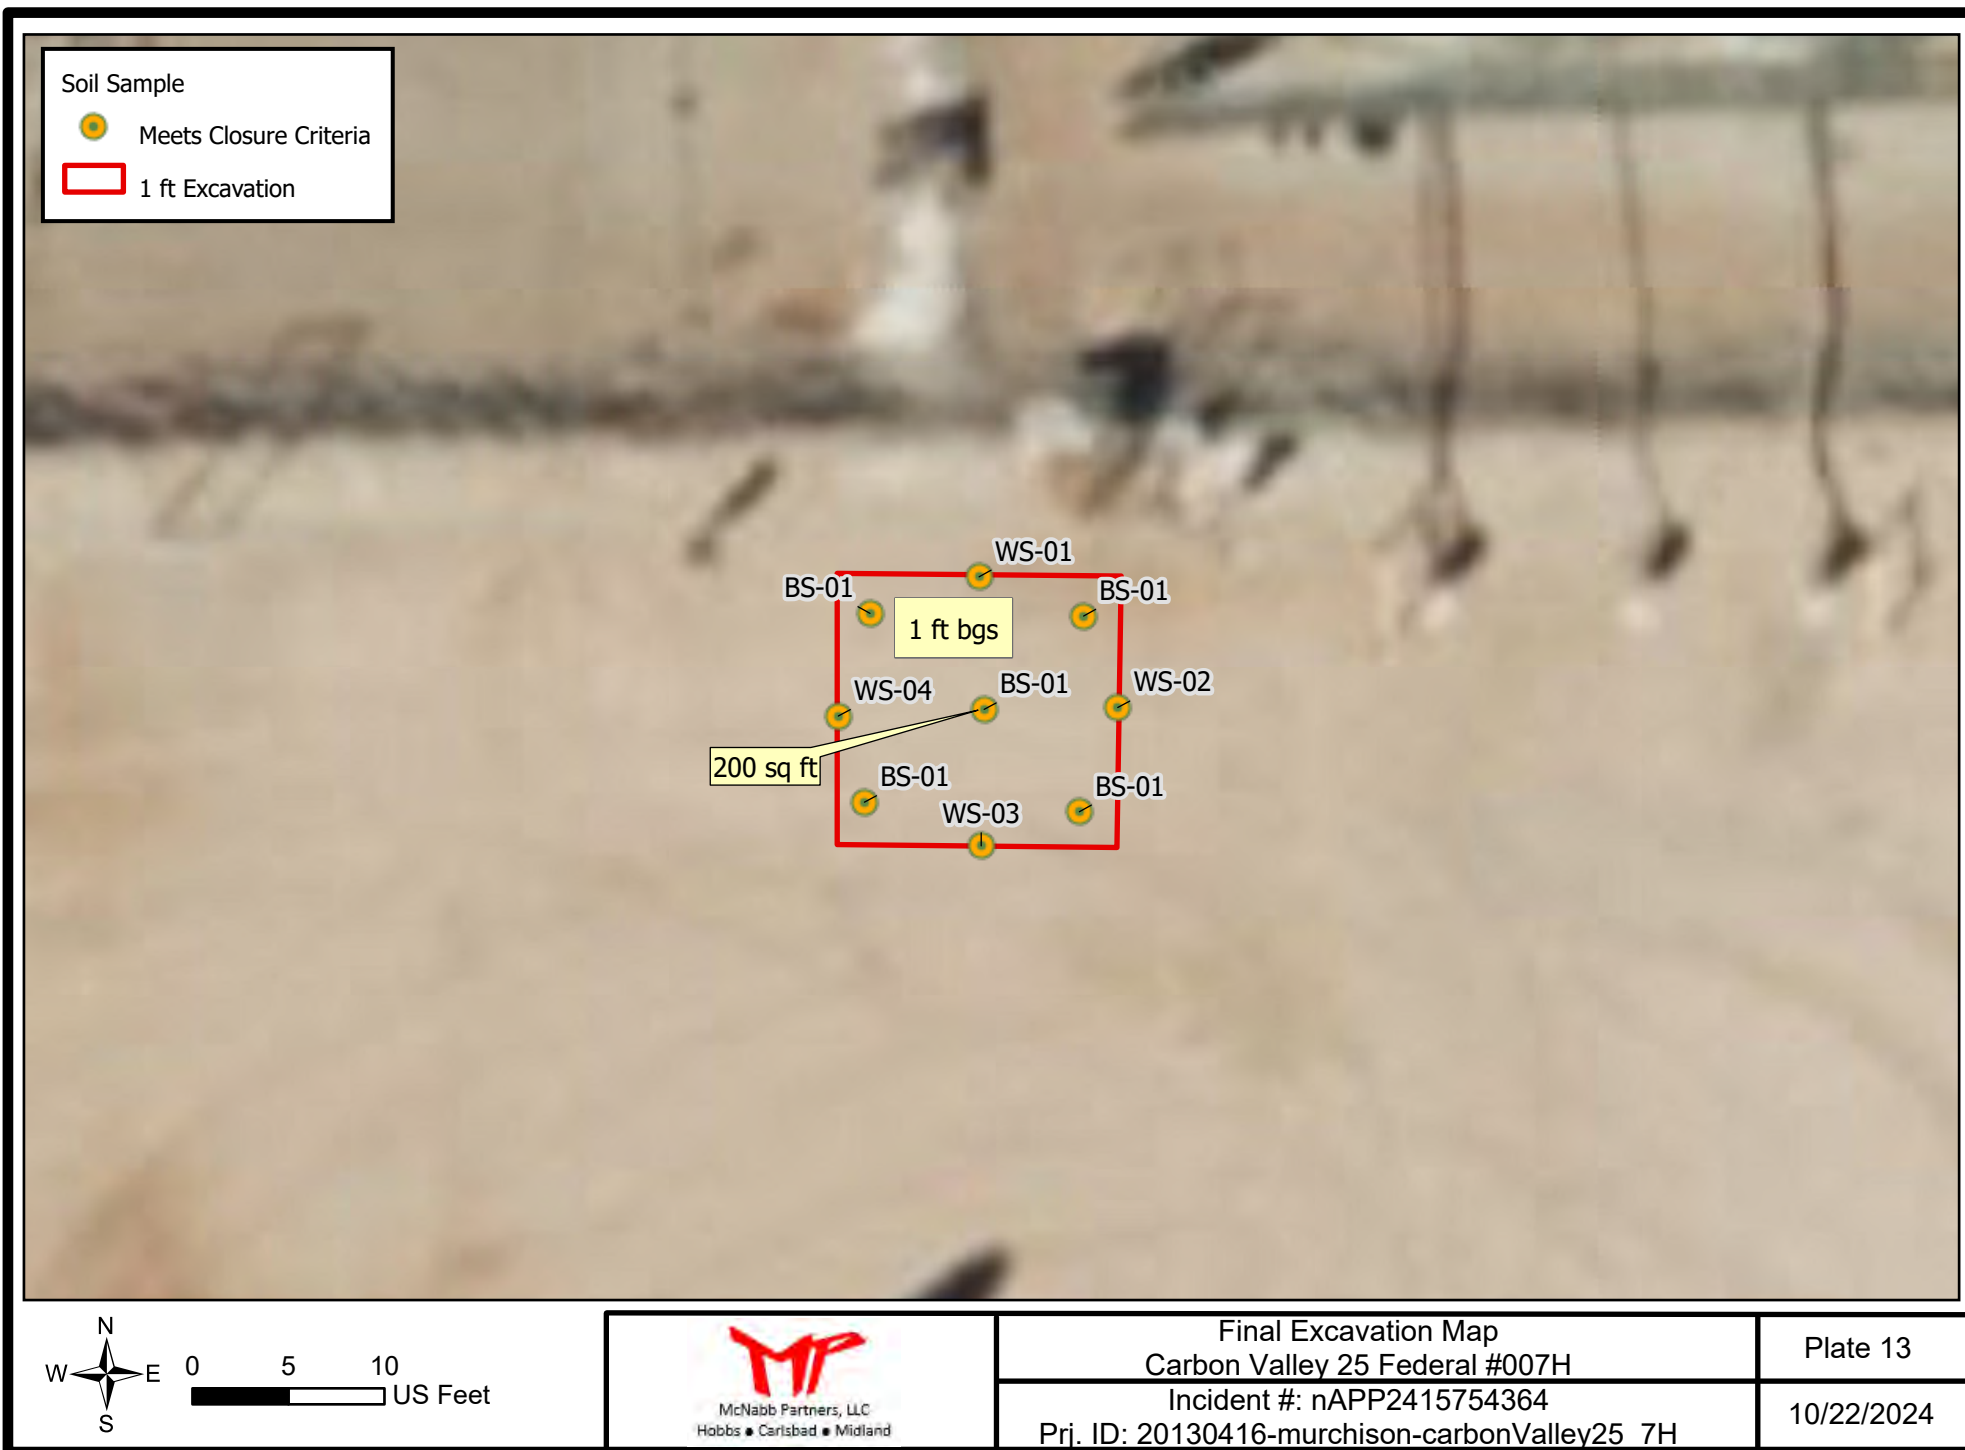 Soil Sample
Meets Closure Criteria
1 ft Excavation
WS-01
BS-01
BS-01
1 ft bgs
WS-04
BS-01
WS-02
200 sq ft
BS-01
BS-01
WS-03
N
W E
S
0 5 10
US Feet
McNabb Partners, LLC
Hobbs • Carlsbad • Midland
Final Excavation Map
Carbon Valley 25 Federal #007H
Incident #: nAPP2415754364
Prj. ID: 20130416-murchison-carbonValley25_7H
Plate 13
10/22/2024